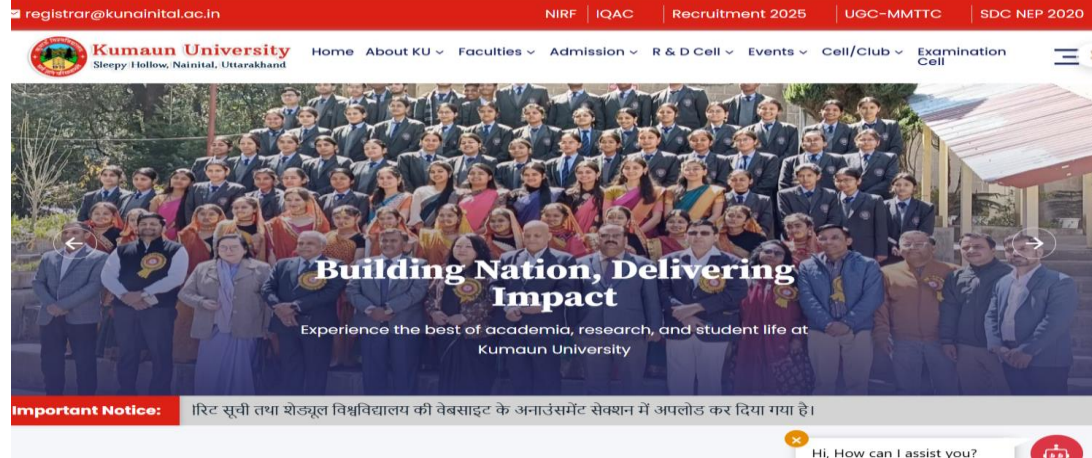 registrar@kunainital.ac.in NIRF IQAC Recruitment 2025 UGC-MMTTC SDC NEP 2020
Kumaun University
Sleepy Hollow, Nainital, Uttarakhand
Home About KU Faculties Admission R & D Cell Events Cell/Club Examination Cell
Building Nation, Delivering
Impact
Experience the best of academia, research, and student life at
Kumaun University
Important Notice: रिट सूची तथा शेड्यूल विश्वविद्यालय की वेबसाइट के अनाउंसमेंट सेक्शन में अपलोड कर दिया गया है।
Hi, How can I assist you?